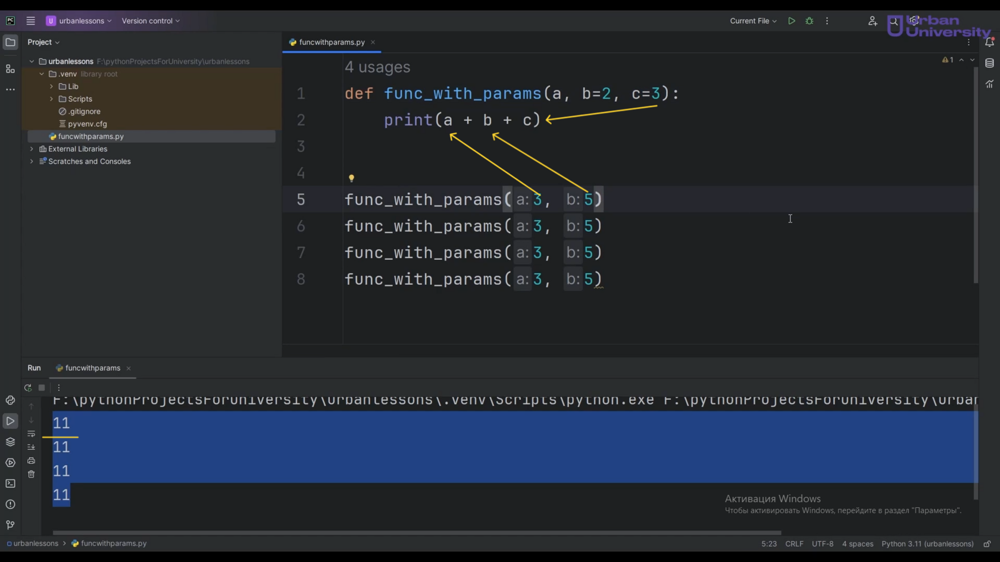 urbanlessons
Version control
Current File
Urban
University
Project
funcwithparams.py
urbanlessons F:\pythonProjectsForUniversity\urbanlessons
.venv library root
Lib
Scripts
.gitignore
pyvenv.cfg
funcwithparams.py
External Libraries
Scratches and Consoles
4 usages
1
1 def func_with_params(a, b=2, c=3):
2 print(a + b + c)
3
4
5 func_with_params(a: 3, b: 5)
6 func_with_params(a: 3, b: 5)
7 func_with_params(a: 3, b: 5)
8 func_with_params(a: 3, b: 5)
Run funcwithparams
F:\pythonProjectsForUniversity\urbanlessons\.venv\Scripts\python.exe F:\pythonProjectsForUniversity\urban
11
11
11
11
Активация Windows
Чтобы активировать Windows, перейдите в раздел "Параметры".
urbanlessons > funcwithparams.py
5:23 CRLF UTF-8 4 spaces Python 3.11 (urbanlessons)